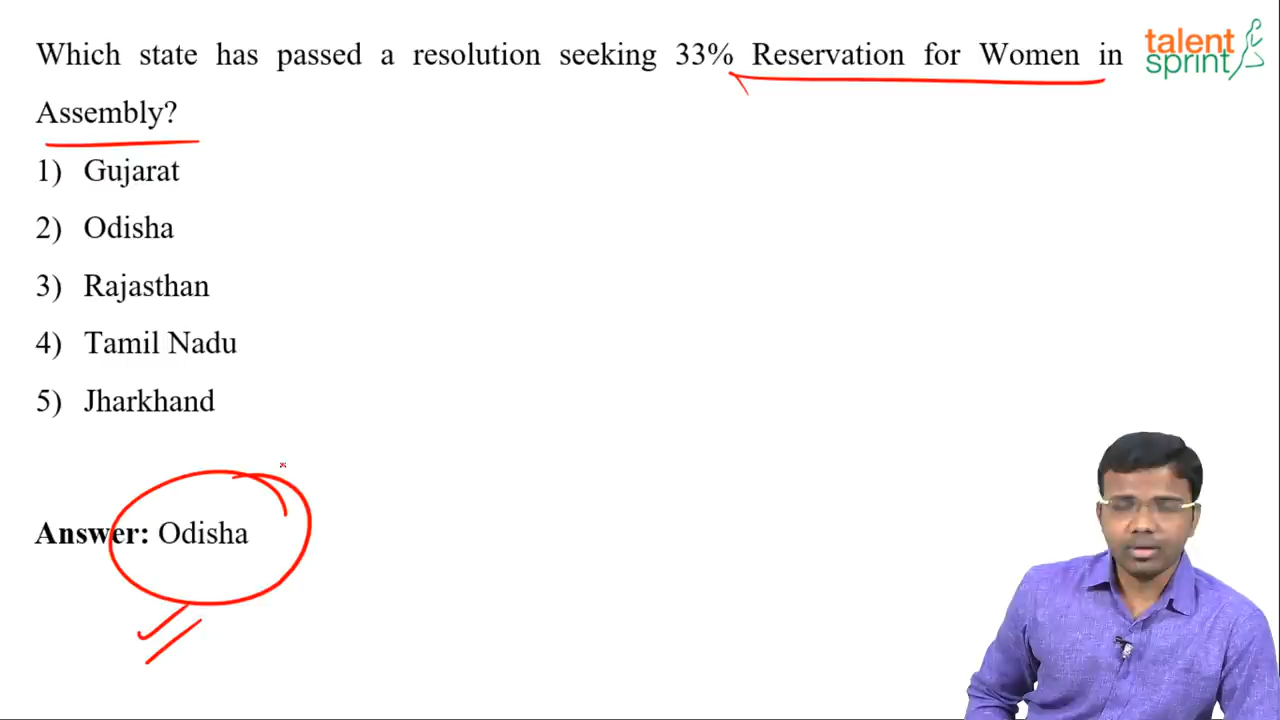 Which state has passed a resolution seeking 33% Reservation for Women in
Assembly?
1) Gujarat
2) Odisha
3) Rajasthan
4) Tamil Nadu
5) Jharkhand
Answer: Odisha
talent
sprint